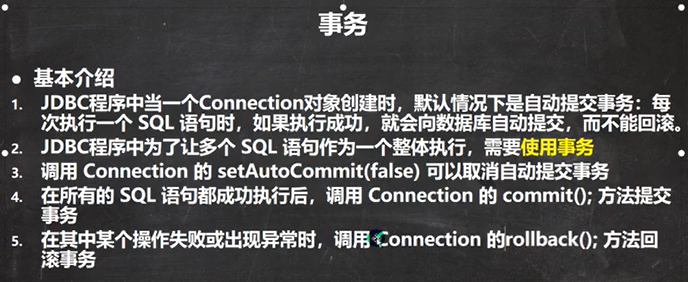 事务
● 基本介绍
1. JDBC程序中当一个Connection对象创建时，默认情况下是自动提交事务：每
次执行一个 SQL 语句时，如果执行成功，就会向数据库自动提交，而不能回滚。
2. JDBC程序中为了让多个 SQL 语句作为一个整体执行，需要使用事务
3. 调用 Connection 的 setAutoCommit(false) 可以取消自动提交事务
4. 在所有的 SQL 语句都成功执行后，调用 Connection 的 commit(); 方法提交
事务
5. 在其中某个操作失败或出现异常时，调用 Connection 的rollback(); 方法回
滚事务